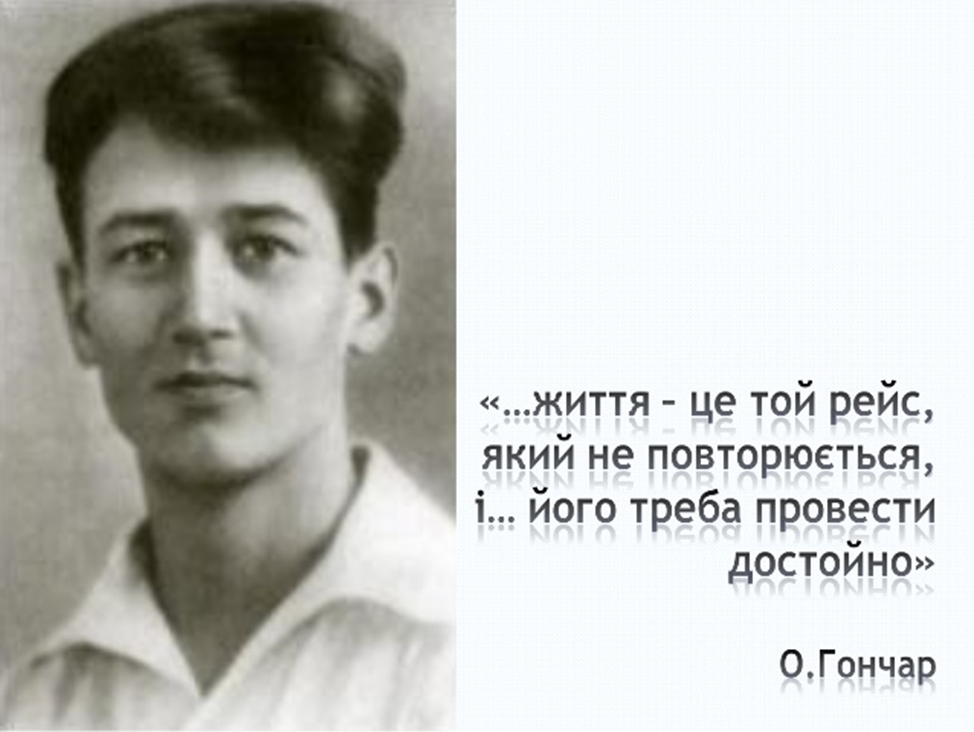 «…життя – це той рейс,
який не повторюється,
і… його треба провести
достойно»
О.Гончар